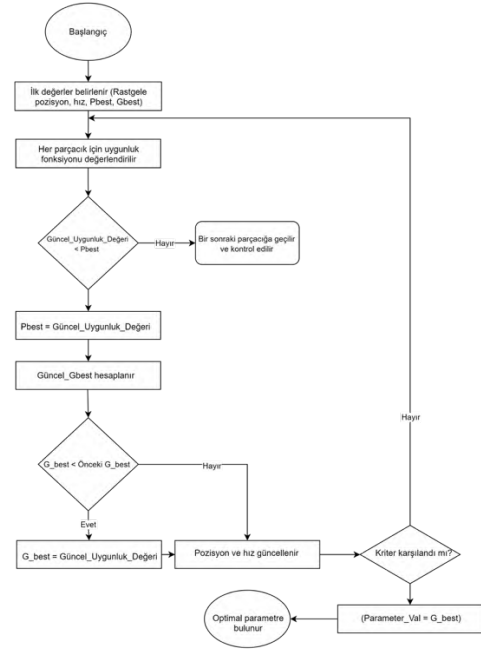 Başlangıç
İlk değerler belirlenir (Rastgele
pozisyon, hız, Pbest, Gbest)
Her parçacık için uygunluk
fonksiyonu değerlendirilir
Güncel_Uygunluk_Değeri
< Pbest
Hayır
Bir sonraki parçacığa geçilir
ve kontrol edilir
Pbest = Güncel_Uygunluk_Değeri
Güncel_Gbest hesaplanır
Hayır
G_best < Önceki G_best
Hayır
Evet
G_best = Güncel_Uygunluk_Değeri
Pozisyon ve hız güncellenir
Kriter karşılandı mı?
Optimal parametre
bulunur
(Parameter_Val = G_best)